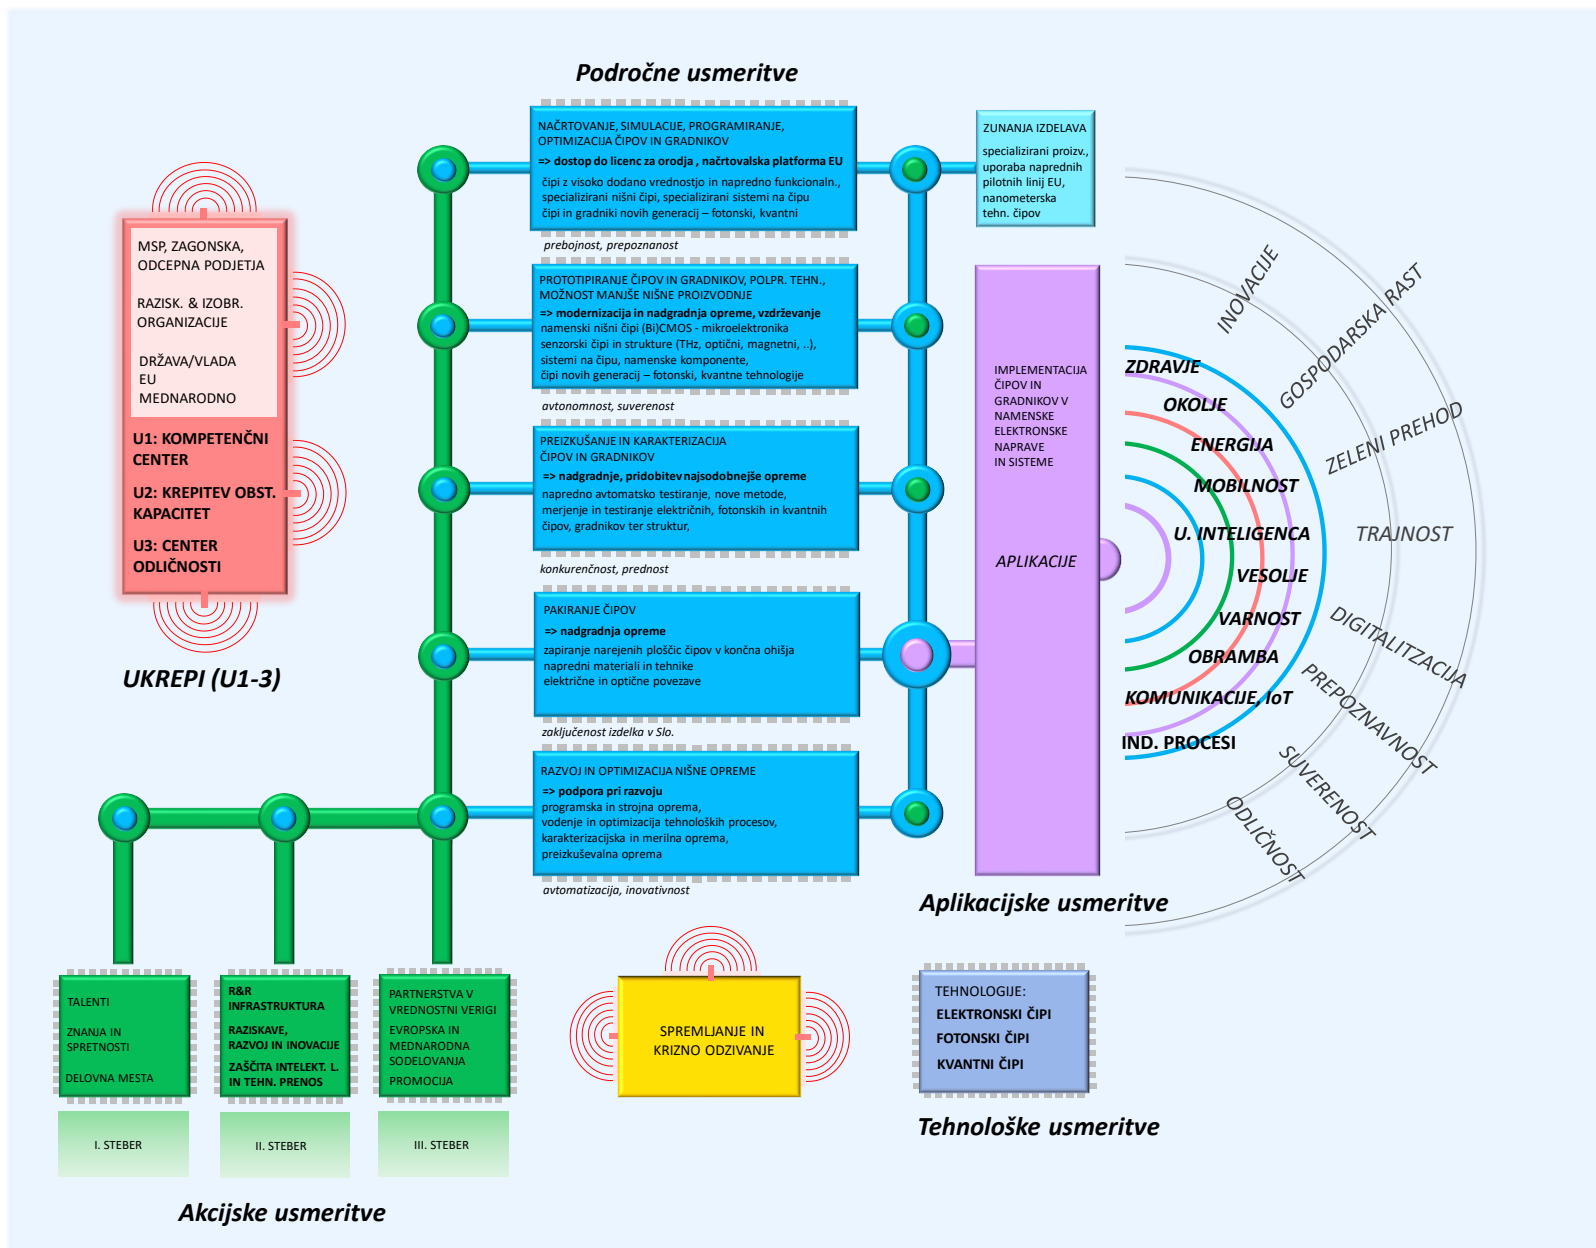 Področne usmeritve
NAČRTOVANJE, SIMULACIJE, PROGRAMIRANJE,
OPTIMIZACIJA ČIPOV IN GRADNIKOV
=> dostop do licenc za orodja , načrtovalska platforma EU
čipi z visoko dodano vrednostjo in napredno funkcionaln.,
specializirani nišni čipi, specializirani sistemi na čipu
čipi in gradniki novih generacij – fotonski, kvantni
prebojnost, prepoznanost
PROTOTIPIRANJE ČIPOV IN GRADNIKOV, POLPR. TEHN.,
MOŽNOST MANJŠE NIŠNE PROIZVODNJE
=> modernizacija in nadgradnja opreme, vzdrževanje
namenski nišni čipi (Bi)CMOS - mikroelektronika
senzorski čipi in strukture (THz, optični, magnetni, ..),
sistemi na čipu, namenske komponente,
čipi novih generacij – fotonski, kvantne tehnologije
avtonomnost, suverenost
PREIZKUŠANJE IN KARAKTERIZACIJA
ČIPOV IN GRADNIKOV
=> nadgradnje, pridobitev najsodobnejše opreme
napredno avtomatsko testiranje, nove metode,
merjenje in testiranje električnih, fotonskih in kvantnih
čipov, gradnikov ter struktur,
konkurenčnost, prednost
PAKIRANJE ČIPOV
=> nadgradnja opreme
zapiranje narejenih ploščic čipov v končna ohišja
napredni materiali in tehnike
električne in optične povezave
zaključenost izdelka v Slo.
RAZVOJ IN OPTIMIZACIJA NIŠNE OPREME
=> podpora pri razvoju
programska in strojna oprema,
vodenje in optimizacija tehnoloških procesov,
karakterizacijska in merilna oprema,
preizkuševalna oprema
avtomatizacija, inovativnost
MSP, ZAGONSKA,
ODCEPNA PODJETJA
RAZISK. & IZOBR.
ORGANIZACIJE
DRŽAVA/VLADA
EU
MEDNARODNO
U1: KOMPETENČNI
CENTER
U2: KREPITEV OBST.
KAPACITET
U3: CENTER
ODLIČNOSTI
UKREPI (U1-3)
ZUNANJA IZDELAVA
specializirani proizv.,
uporaba naprednih
pilotnih linij EU,
nanometerska
tehn. čipov
IMPLEMENTACIJA
ČIPOV IN
GRADNIKOV V
NAMENSKE
ELEKTRONSKE
NAPRAVE
IN SISTEME
APLIKACIJE
ZDRAVJE
OKOLJE
ENERGIJA
MOBILNOST
U. INTELIGENCA
VESOLJE
VARNOST
OBRAMBA
KOMUNIKACIJE, IoT
IND. PROCESI
INOVACIJE
GOSPODARSKA RAST
ZELENI PREHOD
TRAJNOST
DIGITALITZACIJA
PREPOZNAVNOST
SUVERENOST
ODLIČNOST
Aplikacijske usmeritve
TALENTI
ZNANJA IN
SPRETNOSTI
DELOVNA MESTA
I. STEBER
R&R
INFRASTRUKTURA
RAZISKAVE,
RAZVOJ IN INOVACIJE
ZAŠČITA INTELEKT. L.
IN TEHN. PRENOS
II. STEBER
PARTNERSTVA V
VREDNOSTNI VERIGI
EVROPSKA IN
MEDNARODNA
SODELOVANJA
PROMOCIJA
III. STEBER
Akcijske usmeritve
SPREMLJANJE IN
KRIZNO ODZIVANJE
TEHNOLOGIJE:
ELEKTRONSKI ČIPI
FOTONSKI ČIPI
KVANTNI ČIPI
Tehnološke usmeritve